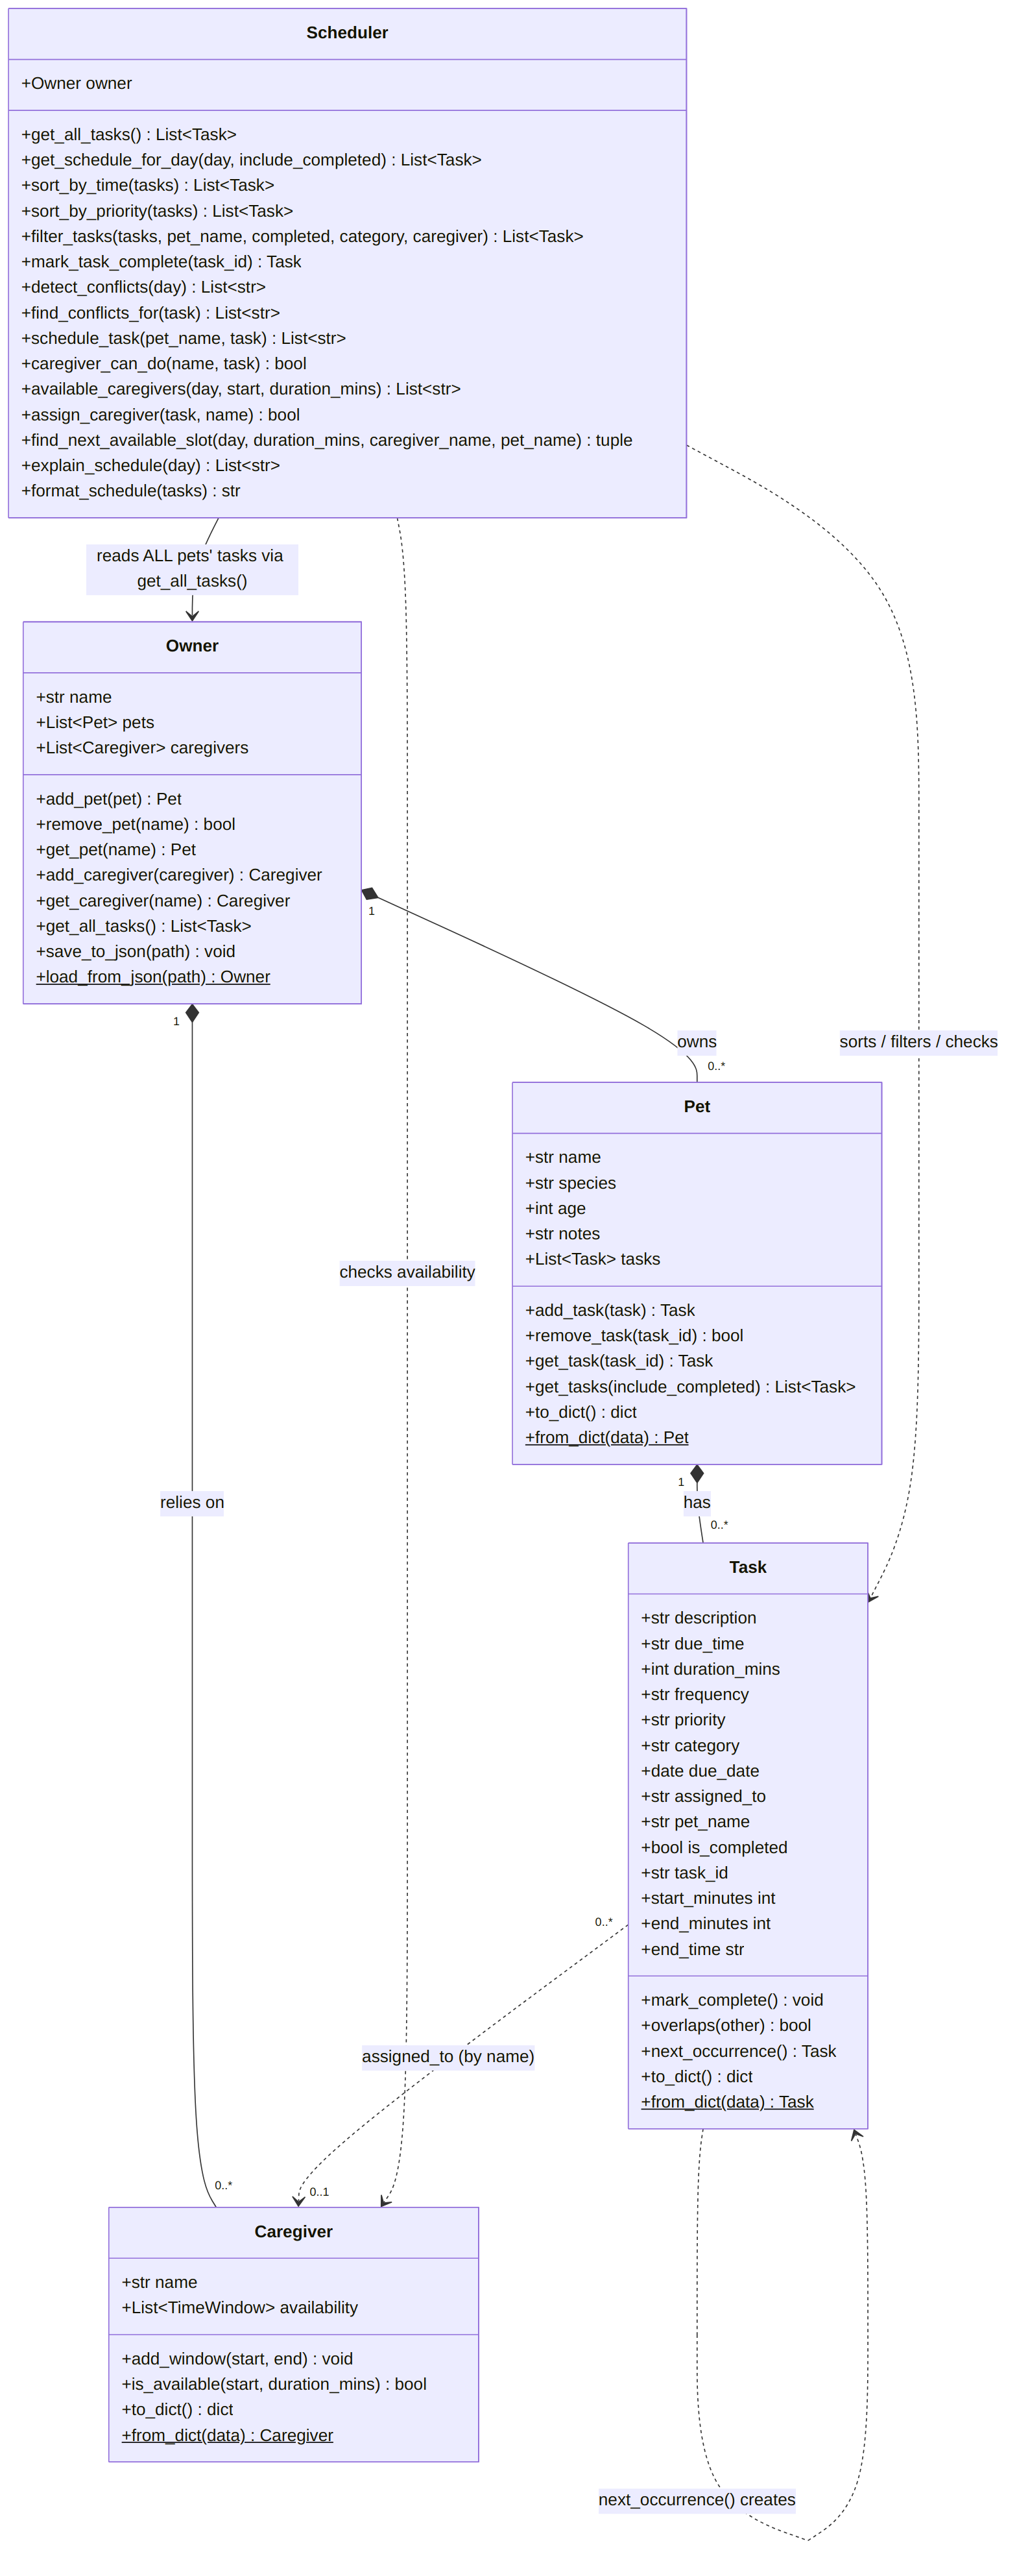 Scheduler
+Owner owner
+get_all_tasks() : List<Task>
+get_schedule_for_day(day, include_completed) : List<Task>
+sort_by_time(tasks) : List<Task>
+sort_by_priority(tasks) : List<Task>
+filter_tasks(tasks, pet_name, completed, category, caregiver) : List<Task>
+mark_task_complete(task_id) : Task
+detect_conflicts(day) : List<str>
+find_conflicts_for(task) : List<str>
+schedule_task(pet_name, task) : List<str>
+caregiver_can_do(name, task) : bool
+available_caregivers(day, start, duration_mins) : List<str>
+assign_caregiver(task, name) : bool
+find_next_available_slot(day, duration_mins, caregiver_name, pet_name) : tuple
+explain_schedule(day) : List<str>
+format_schedule(tasks) : str
reads ALL pets' tasks via
get_all_tasks()
Owner
+str name
+List<Pet> pets
+List<Caregiver> caregivers
+add_pet(pet) : Pet
+remove_pet(name) : bool
+get_pet(name) : Pet
+add_caregiver(caregiver) : Caregiver
+get_caregiver(name) : Caregiver
+get_all_tasks() : List<Task>
+save_to_json(path) : void
+load_from_json(path) : Owner
1
1
owns
sorts / filters / checks
0..*
Pet
+str name
+str species
+int age
+str notes
+List<Task> tasks
+add_task(task) : Task
+remove_task(task_id) : bool
+get_task(task_id) : Task
+get_tasks(include_completed) : List<Task>
+to_dict() : dict
+from_dict(data) : Pet
checks availability
1
relies on
has
0..*
Task
+str description
+str due_time
+int duration_mins
+str frequency
+str priority
+str category
+date due_date
+str assigned_to
+str pet_name
+bool is_completed
+str task_id
+start_minutes int
+end_minutes int
+end_time str
+mark_complete() : void
+overlaps(other) : bool
+next_occurrence() : Task
+to_dict() : dict
+from_dict(data) : Task
0..*
assigned_to (by name)
0..*
0..1
Caregiver
+str name
+List<TimeWindow> availability
+add_window(start, end) : void
+is_available(start, duration_mins) : bool
+to_dict() : dict
+from_dict(data) : Caregiver
next_occurrence() creates